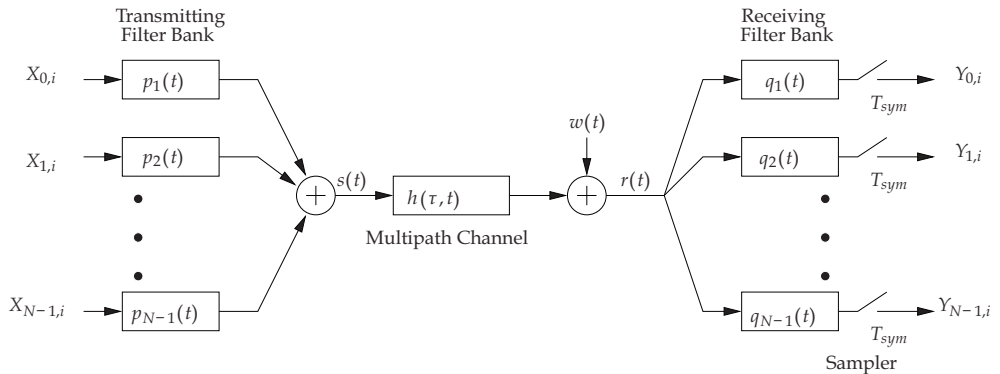 Transmitting
Filter Bank
Receiving
Filter Bank
X_{0,i}
p_1(t)
q_1(t)
Y_{0,i}
T_{sym}
w(t)
X_{1,i}
p_2(t)
q_2(t)
Y_{1,i}
T_{sym}
+
s(t)
h(τ,t)
+
r(t)
Multipath Channel
X_{N−1,i}
p_{N−1}(t)
q_{N−1}(t)
Y_{N−1,i}
T_{sym}
Sampler